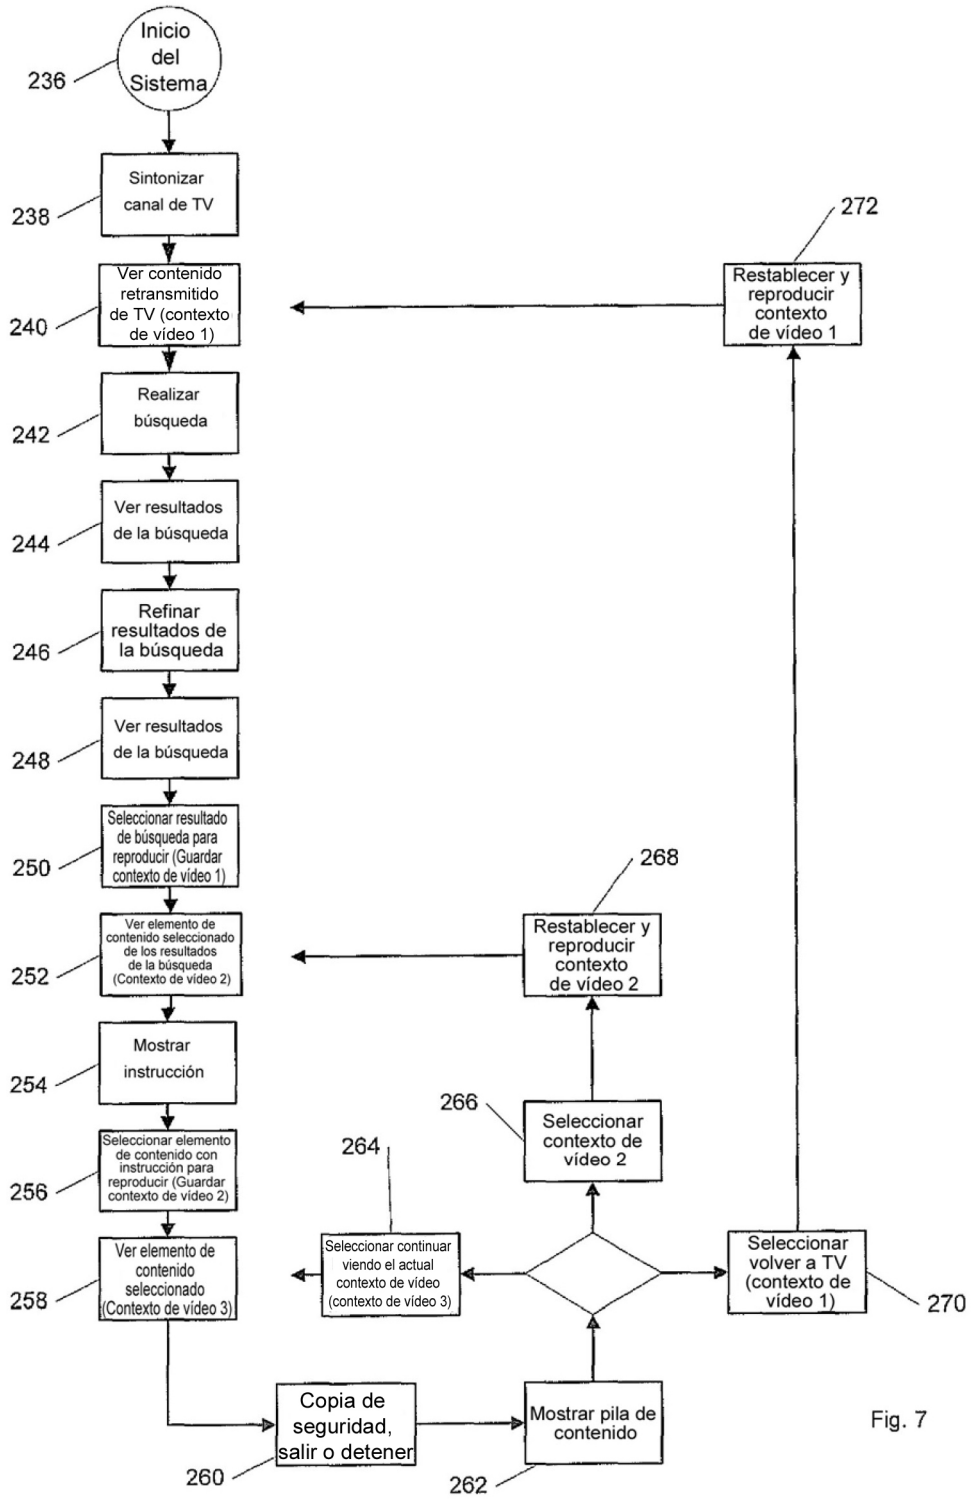 Inicio
del
Sistema
236
Sintonizar
canal de TV
238
272
Ver contenido
retransmitido
de TV (contexto
de vídeo 1)
240
Restablecer y
reproducir
contexto
de vídeo 1
Realizar
búsqueda
242
Ver resultados
de la búsqueda
244
Refinar
resultados de
la búsqueda
246
Ver resultados
de la búsqueda
248
Seleccionar resultado
de búsqueda para
reproducir (Guardar
contexto de vídeo 1)
250
268
Ver elemento de
contenido seleccionado
de los resultados
de la búsqueda
(Contexto de vídeo 2)
252
Restablecer y
reproducir
contexto
de vídeo 2
Mostrar
instrucción
254
266
Seleccionar
contexto de
vídeo 2
264
Seleccionar elemento
de contenido con
instrucción para
reproducir (Guardar
contexto de vídeo 2)
256
Ver elemento de
contenido
seleccionado
(Contexto de vídeo 3)
258
Seleccionar continuar
viendo el actual
contexto de vídeo
(contexto de vídeo 3)
Seleccionar
volver a TV
(contexto de
vídeo 1)
270
Copia de
seguridad,
salir o detener
260
Mostrar pila de
contenido
262
Fig. 7